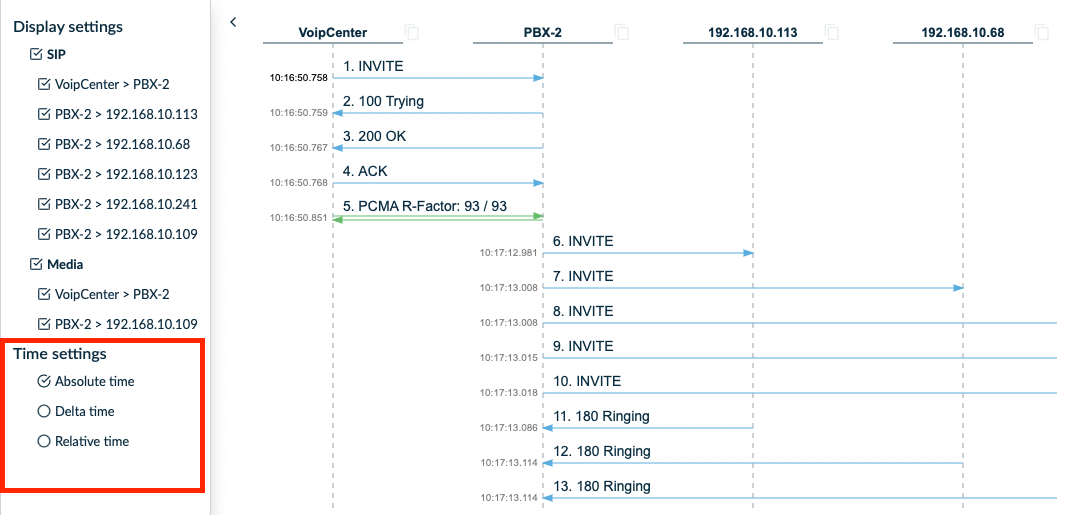 Display settings
SIP
VoipCenter > PBX-2
PBX-2 > 192.168.10.113
PBX-2 > 192.168.10.68
PBX-2 > 192.168.10.123
PBX-2 > 192.168.10.241
PBX-2 > 192.168.10.109
Media
VoipCenter > PBX-2
PBX-2 > 192.168.10.109
Time settings
Absolute time
Delta time
Relative time
VoipCenter PBX-2 192.168.10.113 192.168.10.68
1. INVITE
10:16:50.758
2. 100 Trying
10:16:50.759
3. 200 OK
10:16:50.767
4. ACK
10:16:50.768
5. PCMA R-Factor: 93 / 93
10:16:50.851
6. INVITE
10:17:12.981
7. INVITE
10:17:13.008
8. INVITE
10:17:13.008
9. INVITE
10:17:13.015
10. INVITE
10:17:13.018
11. 180 Ringing
10:17:13.086
12. 180 Ringing
10:17:13.114
13. 180 Ringing
10:17:13.114